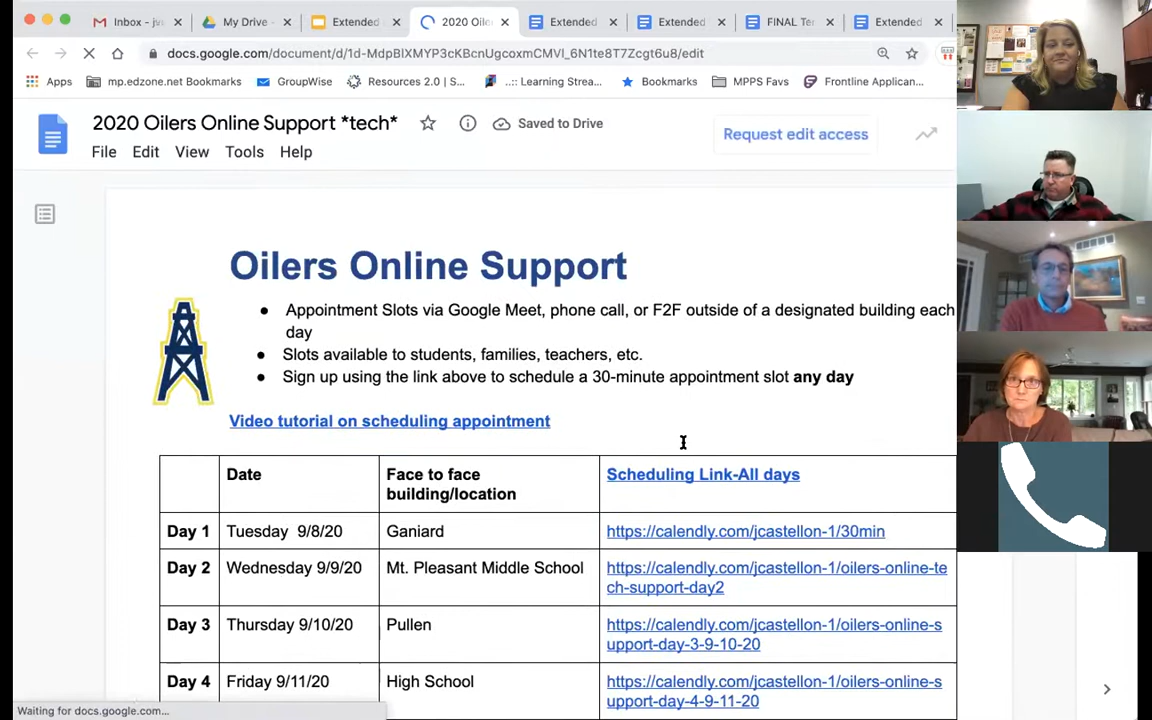 Inbox - jv
My Drive -
Extended
2020 Oile
Extended
Extended
FINAL Te
Extended
docs.google.com/document/d/1d-MdpBIXMYP3cKBcnUgcoxmCMVl_6N1te8T7Zcgt6u8/edit
Apps
mp.edzone.net Bookmarks
GroupWise
Resources 2.0 | S...
..:: Learning Strea...
Bookmarks
MPPS Favs
Frontline Applican...
2020 Oilers Online Support *tech*
Saved to Drive
Request edit access
File Edit View Tools Help
Oilers Online Support
● Appointment Slots via Google Meet, phone call, or F2F outside of a designated building each
day
● Slots available to students, families, teachers, etc.
● Sign up using the link above to schedule a 30-minute appointment slot any day
Video tutorial on scheduling appointment
Date
Face to face
building/location
Scheduling Link-All days
Day 1 Tuesday 9/8/20 Ganiard https://calendly.com/jcastellon-1/30min
Day 2 Wednesday 9/9/20 Mt. Pleasant Middle School https://calendly.com/jcastellon-1/oilers-online-te
ch-support-day2
Day 3 Thursday 9/10/20 Pullen https://calendly.com/jcastellon-1/oilers-online-s
upport-day-3-9-10-20
Day 4 Friday 9/11/20 High School https://calendly.com/jcastellon-1/oilers-online-s
upport-day-4-9-11-20
Waiting for docs.google.com...